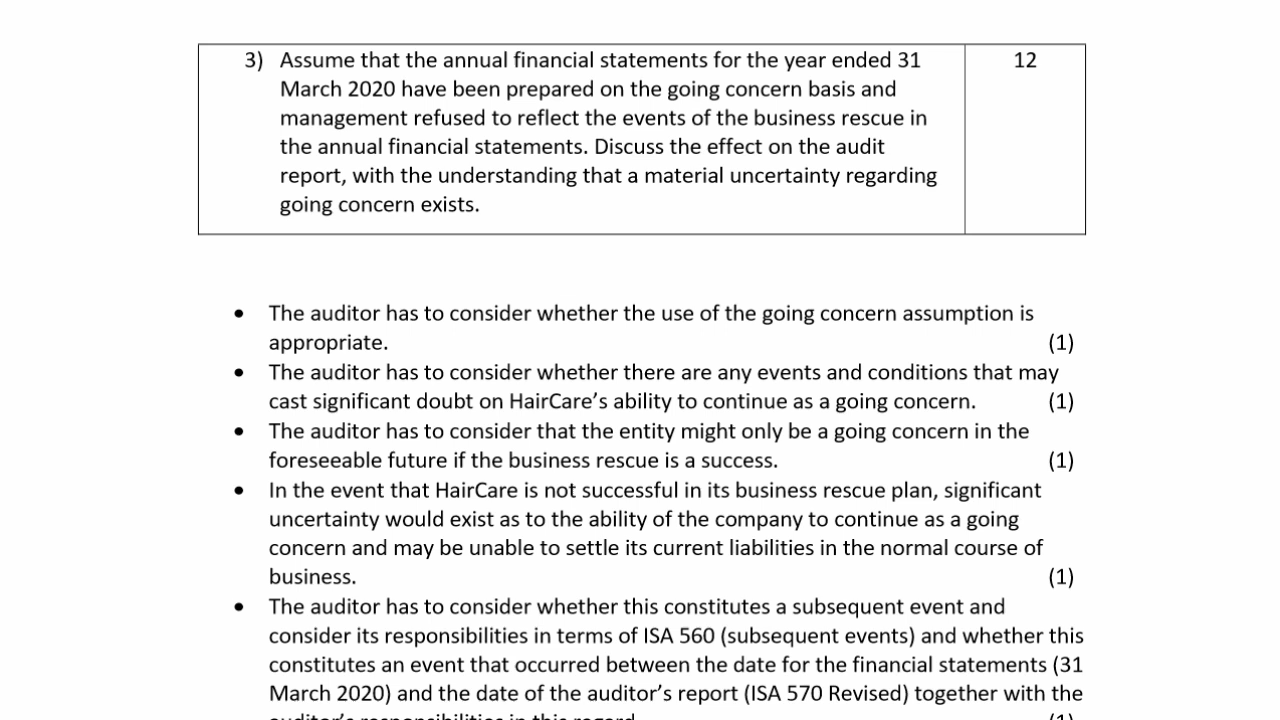 3) Assume that the annual financial statements for the year ended 31
12
March 2020 have been prepared on the going concern basis and
management refused to reflect the events of the business rescue in
the annual financial statements. Discuss the effect on the audit
report, with the understanding that a material uncertainty regarding
going concern exists.
• The auditor has to consider whether the use of the going concern assumption is
appropriate. (1)
• The auditor has to consider whether there are any events and conditions that may
cast significant doubt on HairCare’s ability to continue as a going concern. (1)
• The auditor has to consider that the entity might only be a going concern in the
foreseeable future if the business rescue is a success. (1)
• In the event that HairCare is not successful in its business rescue plan, significant
uncertainty would exist as to the ability of the company to continue as a going
concern and may be unable to settle its current liabilities in the normal course of
business. (1)
• The auditor has to consider whether this constitutes a subsequent event and
consider its responsibilities in terms of ISA 560 (subsequent events) and whether this
constitutes an event that occurred between the date for the financial statements (31
March 2020) and the date of the auditor’s report (ISA 570 Revised) together with the
auditor’s responsibilities in this regard. (1)